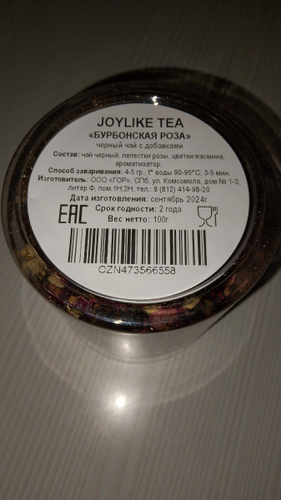 JOYLIKE TEA
«БУРБОНСКАЯ РОЗА»
черный чай с добавками
Состав: чай черный, лепестки розы, цветки жасмина,
ароматизатор.
Способ заваривания: 4-5 гр., t° воды 90-95°С, 3-5 мин
Изготовитель: ООО «ГОР», СПб, ул. Комсомола, дом № 1-3,
литер Ф, пом.1Н;2Н, тел.: 8 (812) 414-98-20
Дата изготовления: сентябрь 2024г
Срок годности: 2 года
Вес нетто: 100г
EAC
OZN473566558